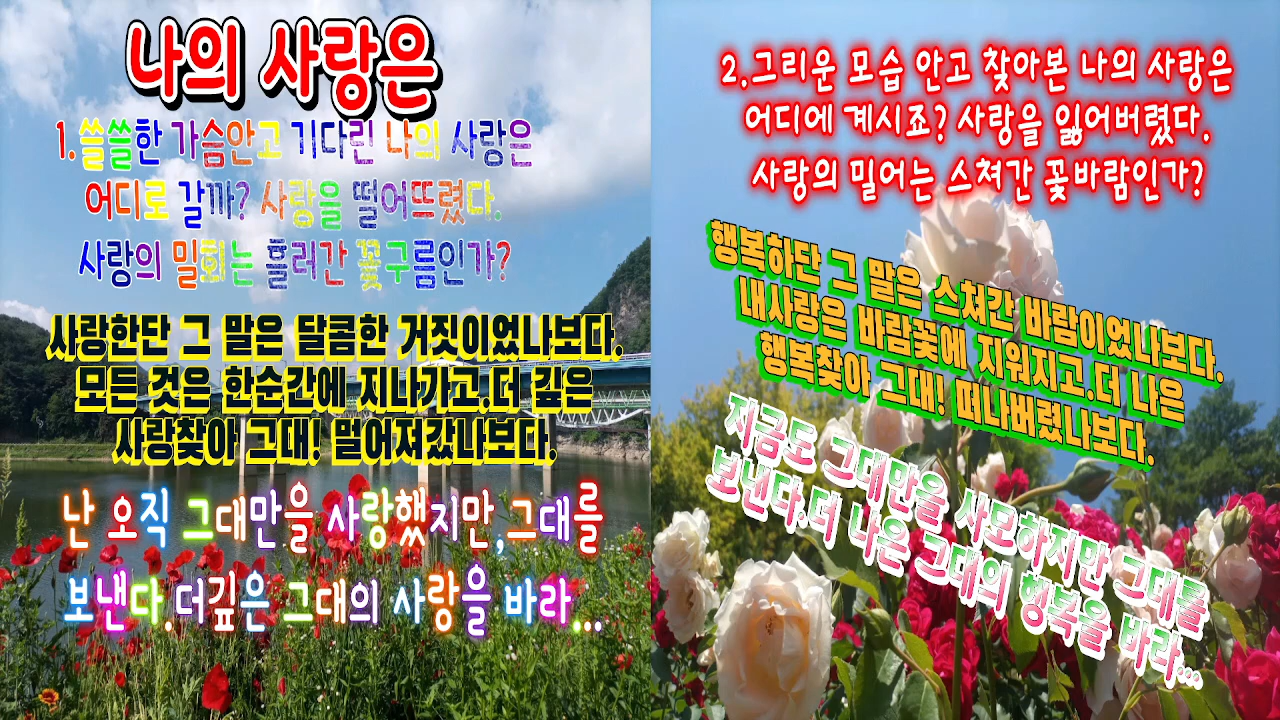 나의 사랑은
1.쓸쓸한 가슴안고 기다린 나의 사랑은
어디로 갈까? 사랑을 떨어뜨렸다.
사랑의 밀회는 흘러간 꽃구름인가?
사랑한단 그 말은 달콤한 거짓이었나보다.
모든 것은 한순간에 지나가고.더 깊은
사랑찾아 그대! 멀어져갔나보다.
난 오직 그대만을 사랑했지만,그대를
보낸다.더깊은 그대의 사랑을 바라...
2.그리운 모습 안고 찾아본 나의 사랑은
어디에 계시죠? 사랑을 잃어버렸다.
사랑의 밀어는 스쳐간 꽃바람인가?
행복하단 그 말은 스쳐간 바람이었나보다.
내사랑은 바람꽃에 지워지고.더 나은
행복찾아 그대! 떠나버렸나보다.
지금도 그대만을 사모하지만 그대를
보낸다.더 나은 그대의 행복을 바라...